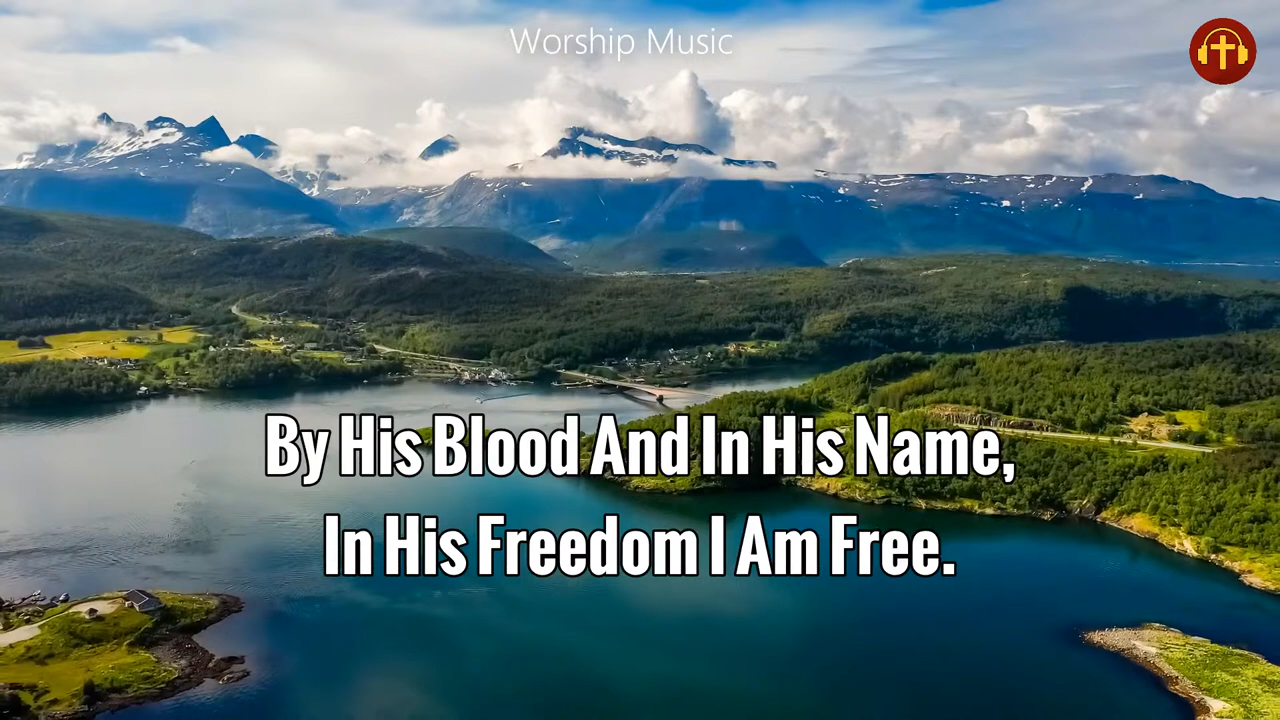 Worship Music
By His Blood And In His Name,
In His Freedom I Am Free.